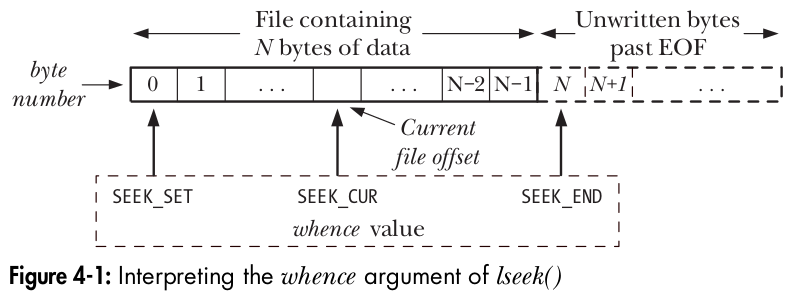 File containing
N bytes of data
Unwritten bytes
past EOF
byte
number
0 1 ... ... N−2 N−1 N N+1 ...
Current
file offset
SEEK_SET SEEK_CUR SEEK_END
whence value
Figure 4-1: Interpreting the whence argument of lseek()